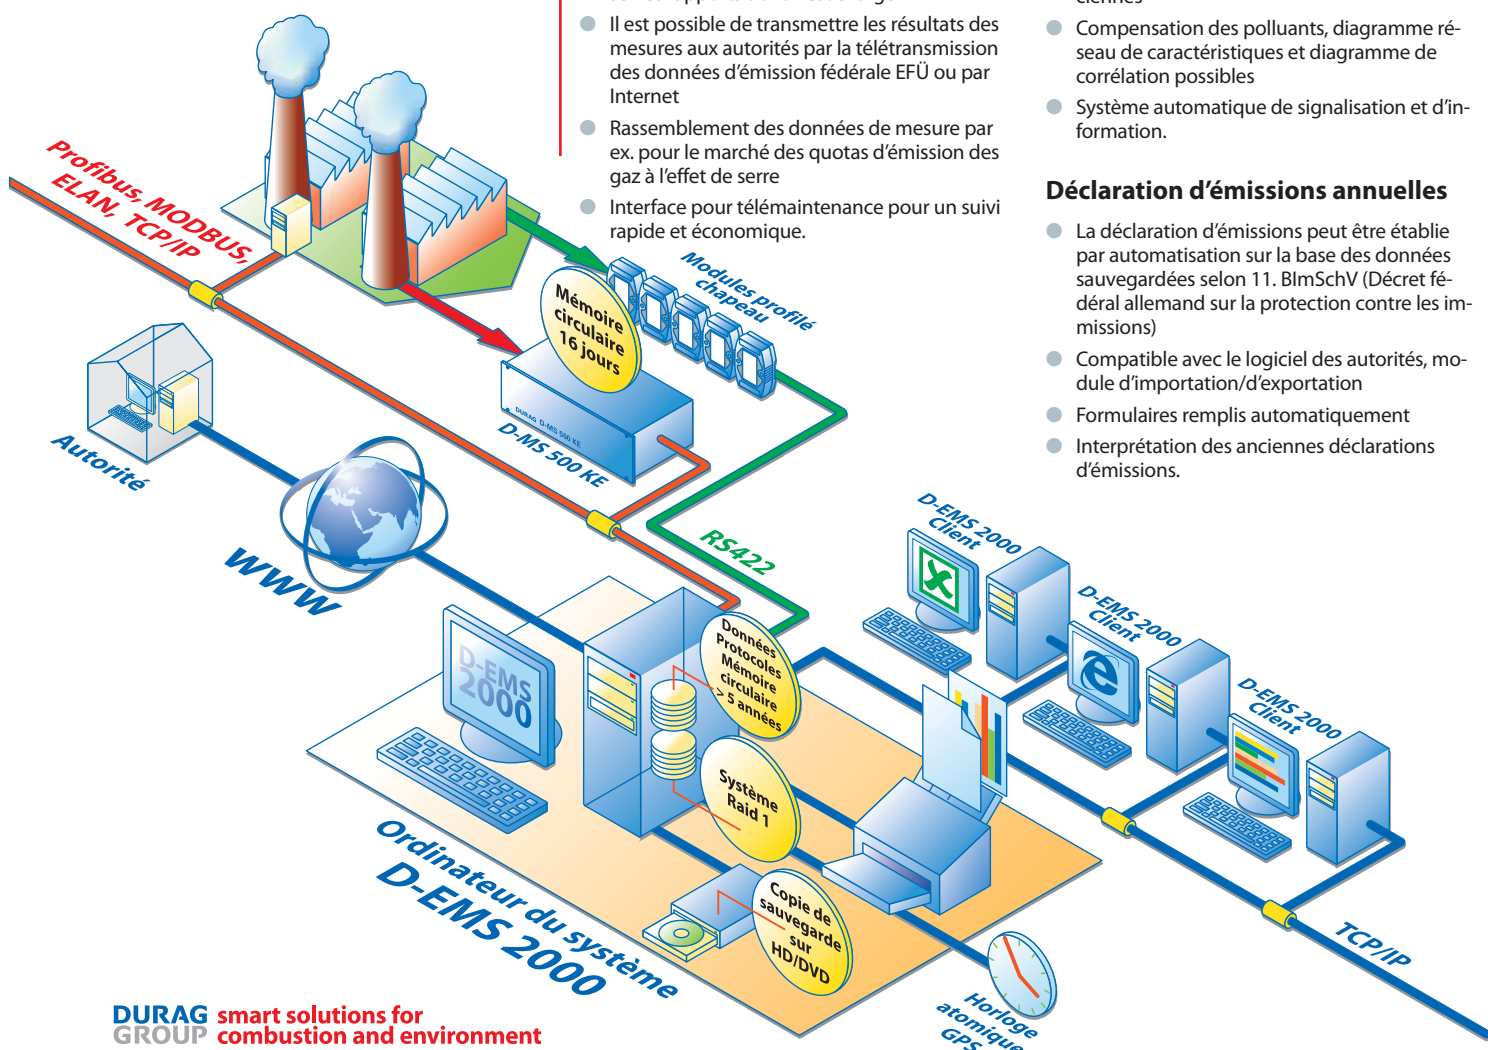 ● Il est possible de transmettre les résultats des
mesures aux autorités par la télétransmission
des données d'émission fédérale EFÜ ou par
Internet
● Rassemblement des données de mesure par
ex. pour le marché des quotas d'émission des
gaz à l'effet de serre
● Interface pour télémaintenance pour un suivi
rapide et économique.
● Compensation des polluants, diagramme ré-
seau de caractéristiques et diagramme de
corrélation possibles
● Système automatique de signalisation et d'in-
formation.
Déclaration d'émissions annuelles
● La déclaration d'émissions peut être établie
par automatisation sur la base des données
sauvegardées selon 11. BImSchV (Décret fé-
déral allemand sur la protection contre les im-
missions)
● Compatible avec le logiciel des autorités, mo-
dule d'importation/d'exportation
● Formulaires remplis automatiquement
● Interprétation des anciennes déclarations
d'émissions.
Profibus, MODBUS,
ELAN, TCP/IP
Modules profilé
chapeau
Mémoire
circulaire
16 jours
DURAG D-MS 500 KE
D-MS 500 KE
Autorité
WWW
RS422
D-EMS 2000
Client
D-EMS 2000
Client
D-EMS 2000
Client
D-EMS
2000
Données
Protocoles
Mémoire
circulaire
> 5 années
Système
Raid 1
Copie de
sauvegarde
sur
HD/DVD
Ordinateur du système
D-EMS 2000
TCP/IP
Horloge
atomique
GPS
DURAG
GROUP
smart solutions for
combustion and environment